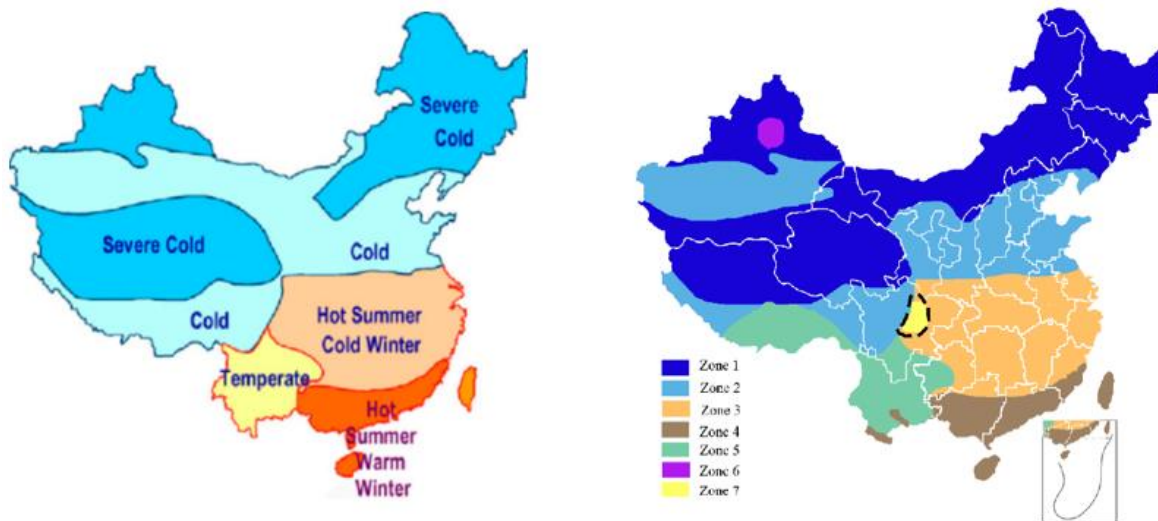 Severe
Cold
Severe Cold
Cold
Cold
Hot Summer
Cold Winter
Temperate
Hot
Summer
Warm
Winter
Zone 1
Zone 2
Zone 3
Zone 4
Zone 5
Zone 6
Zone 7